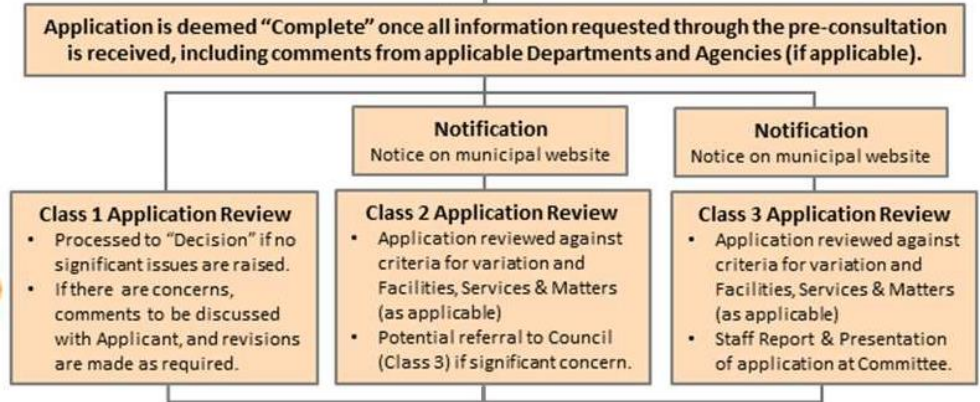 Application is deemed “Complete” once all information requested through the pre-consultation
is received, including comments from applicable Departments and Agencies (if applicable).
Notification
Notice on municipal website
Notification
Notice on municipal website
Class 1 Application Review
• Processed to “Decision” if no
significant issues are raised.
• If there are concerns,
comments to be discussed
with Applicant, and revisions
are made as required.
Class 2 Application Review
• Application reviewed against
criteria for variation and
Facilities, Services & Matters
(as applicable)
• Potential referral to Council
(Class 3) if significant concern.
Class 3 Application Review
• Application reviewed against
criteria for variation and
Facilities, Services & Matters
(as applicable)
• Staff Report & Presentation
of application at Committee.